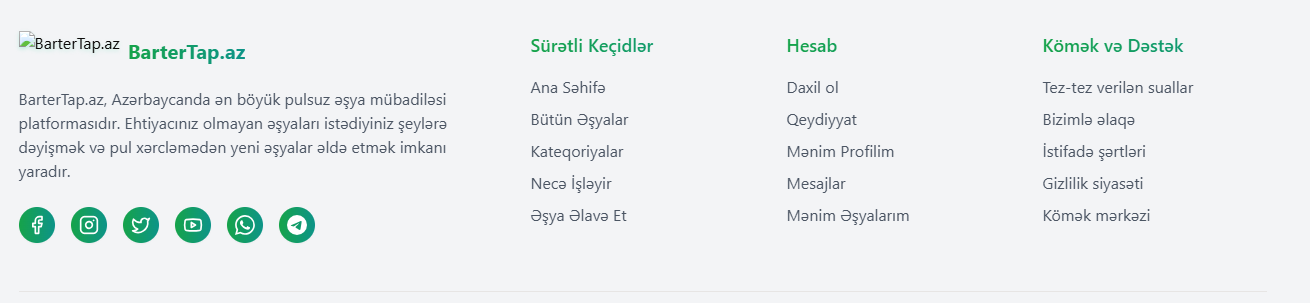 BarterTap.az BarterTap.az
BarterTap.az, Azərbaycanda ən böyük pulsuz əşya mübadiləsi
platformasıdır. Ehtiyacınız olmayan əşyaları istədiyiniz şeylərə
dəyişmək və pul xərcləmədən yeni əşyalar əldə etmək imkanı
yaradır.
Sürətli Keçidlər
Ana Səhifə
Bütün Əşyalar
Kateqoriyalar
Necə İşləyir
Əşya Əlavə Et
Hesab
Daxil ol
Qeydiyyat
Mənim Profilim
Mesajlar
Mənim Əşyalarım
Kömək və Dəstək
Tez-tez verilən suallar
Bizimlə əlaqə
İstifadə şərtləri
Gizlilik siyasəti
Kömək mərkəzi